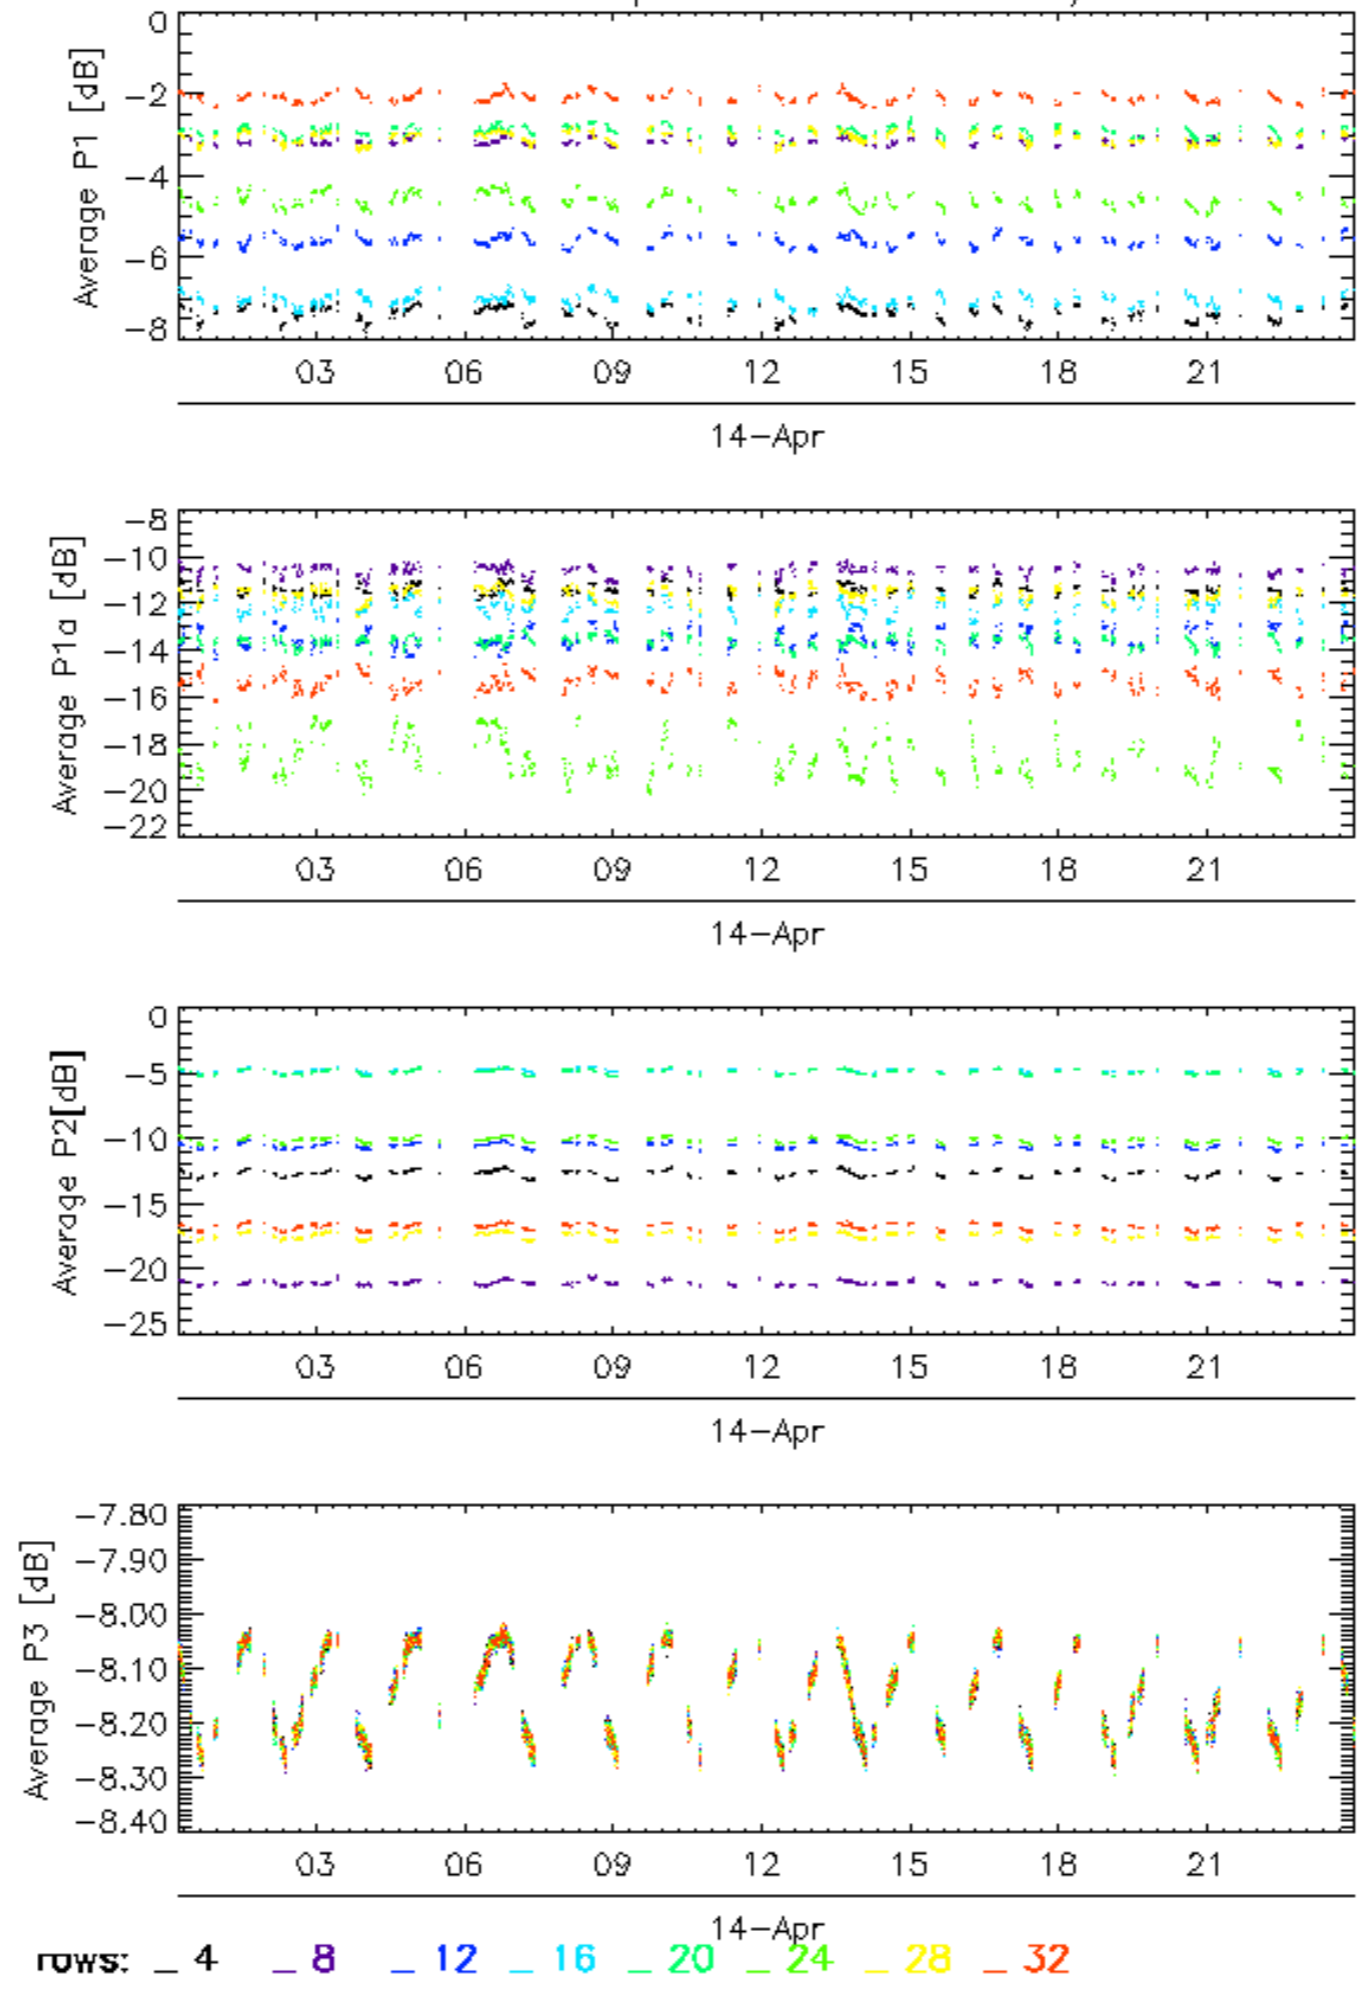 0
-2
-4
-6
-8
Average P1 [dB]
03 06 09 12 15 18 21
14-Apr
-8
-10
-12
-14
-16
-18
-20
-22
Average P1a [dB]
03 06 09 12 15 18 21
14-Apr
0
-5
-10
-15
-20
-25
Average P2[dB]
03 06 09 12 15 18 21
14-Apr
-7.80
-7.90
-8.00
-8.10
-8.20
-8.30
-8.40
Average P3 [dB]
03 06 09 12 15 18 21
14-Apr
rows: _ 4 _ 8 _ 12 _ 16 _ 20 _ 24 _ 28 _ 32